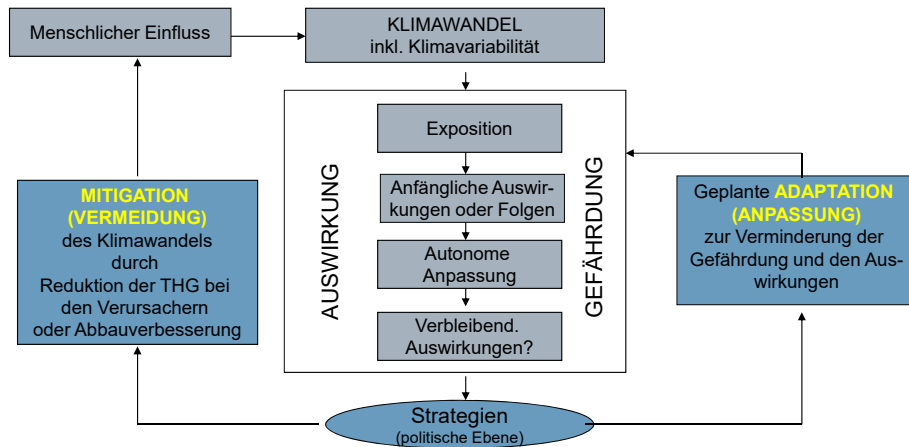 Menschlicher Einfluss
KLIMAWANDEL
inkl. Klimavariabilität
AUSWIRKUNG
Exposition
Anfängliche Auswir-
kungen oder Folgen
Autonome
Anpassung
Verbleibend.
Auswirkungen?
GEFÄHRDUNG
MITIGATION
(VERMEIDUNG)
des Klimawandels
durch
Reduktion der THG bei
den Verursachern
oder Abbauverbesserung
Geplante ADAPTATION
(ANPASSUNG)
zur Verminderung der
Gefährdung und den Aus-
wirkungen
Strategien
(politische Ebene)